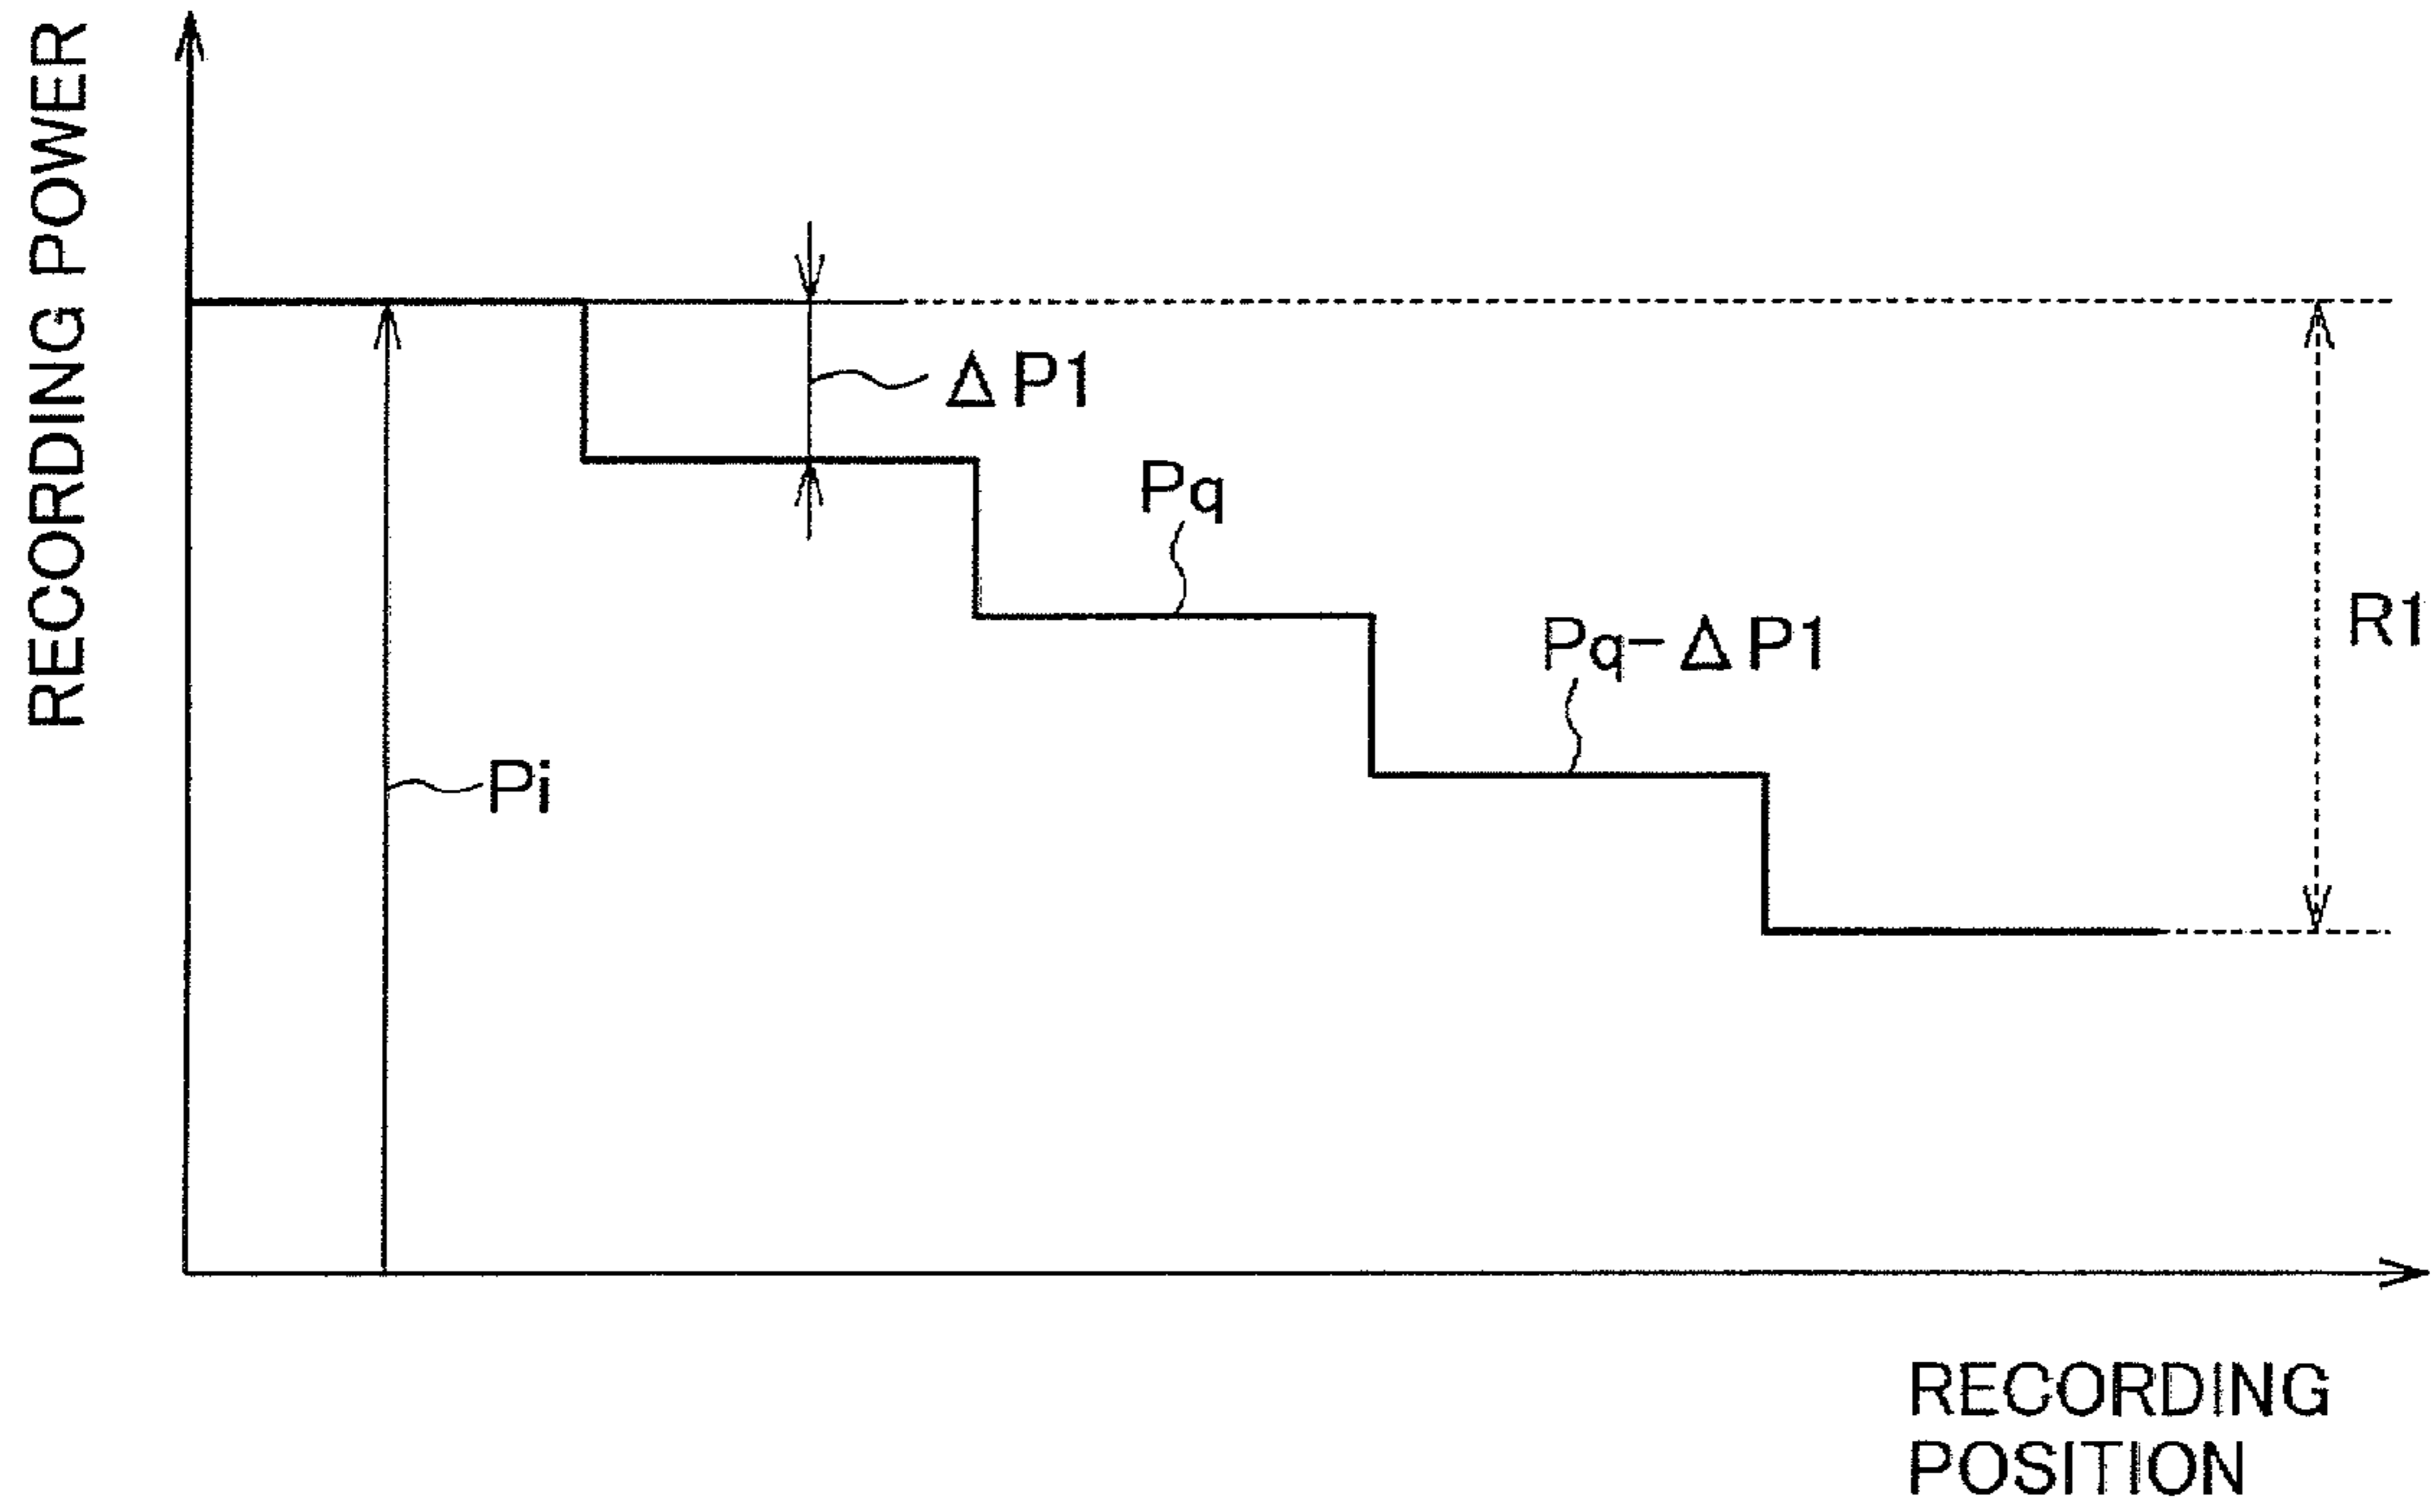 RECORDING POWER
ΔP1
Pq
Pq-ΔP1
R1
Pi
RECORDING
POSITION